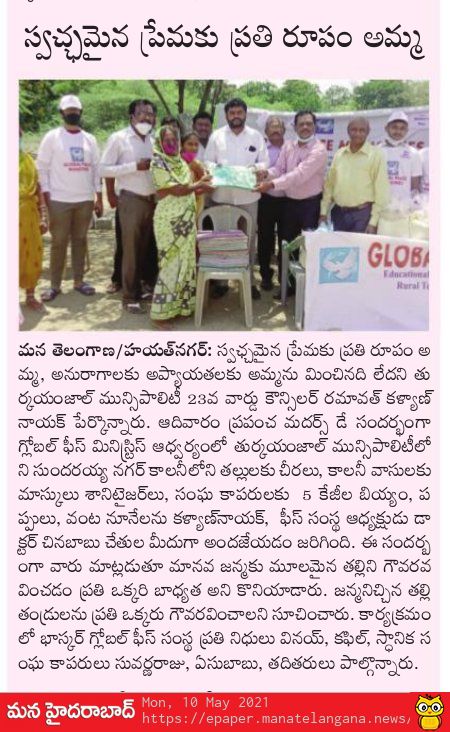 స్వచ్ఛమైన ప్రేమకు ప్రతి రూపం అమ్మ
GLOBAL
Educational
Rural
మన తెలంగాణ/హయత్‌నగర్: స్వచ్ఛమైన ప్రేమకు ప్రతి రూపం అ
మ్మ, అనురాగాలకు అప్యాయతలకు అమ్మను మించినది లేదని తు
ర్కయంజాల్ మున్సిపాలిటీ 23వ వార్డు కౌన్సిలర్ రమావత్ కళ్యాణ్
నాయక్ పేర్కొన్నారు. ఆదివారం ప్రపంచ మదర్స్ డే సందర్భంగా
గ్లోబల్ ఫీస్ మినిస్ట్రీస్ ఆధ్వర్యంలో తుర్కయంజాల్ మున్సిపాలిటీలో
ని సుందరయ్య నగర్ కాలనీలోని తల్లులకు చీరలు, కాలనీ వాసులకు
మాస్కులు శానిటైజర్‌లు, సంఘ కాపరులకు 5 కేజీల బియ్యం, ప
ప్పులు, వంట నూనేలను కళ్యాణ్‌నాయక్, ఫీస్ సంస్థ అధ్యక్షుడు డా
క్టర్ చినబాబు చేతుల మీదుగా అందజేయడం జరిగింది. ఈ సందర్భ
ంగా వారు మాట్లాడుతూ మానవ జన్మకు మూలమైన తల్లిని గౌరవర
వించడం ప్రతి ఒక్కరి బాధ్యత అని కొనియాడారు. జన్మనిచ్చిన తల్లి
తండ్రులను ప్రతి ఒక్కరు గౌవరవించాలని సూచించారు. కార్యక్రమం
లో భాస్కర్ గ్లోబల్ ఫీస్ సంస్థ ప్రతి నిధులు వినయ్, కఫిల్, స్థానిక స
ంఘ కాపరులు సువర్ణరాజు, ఏసుబాబు, తదితరులు పాల్గొన్నారు.
మన హైదరాబాద్ Mon, 10 May 2021
https://epaper.manatelangana.news/